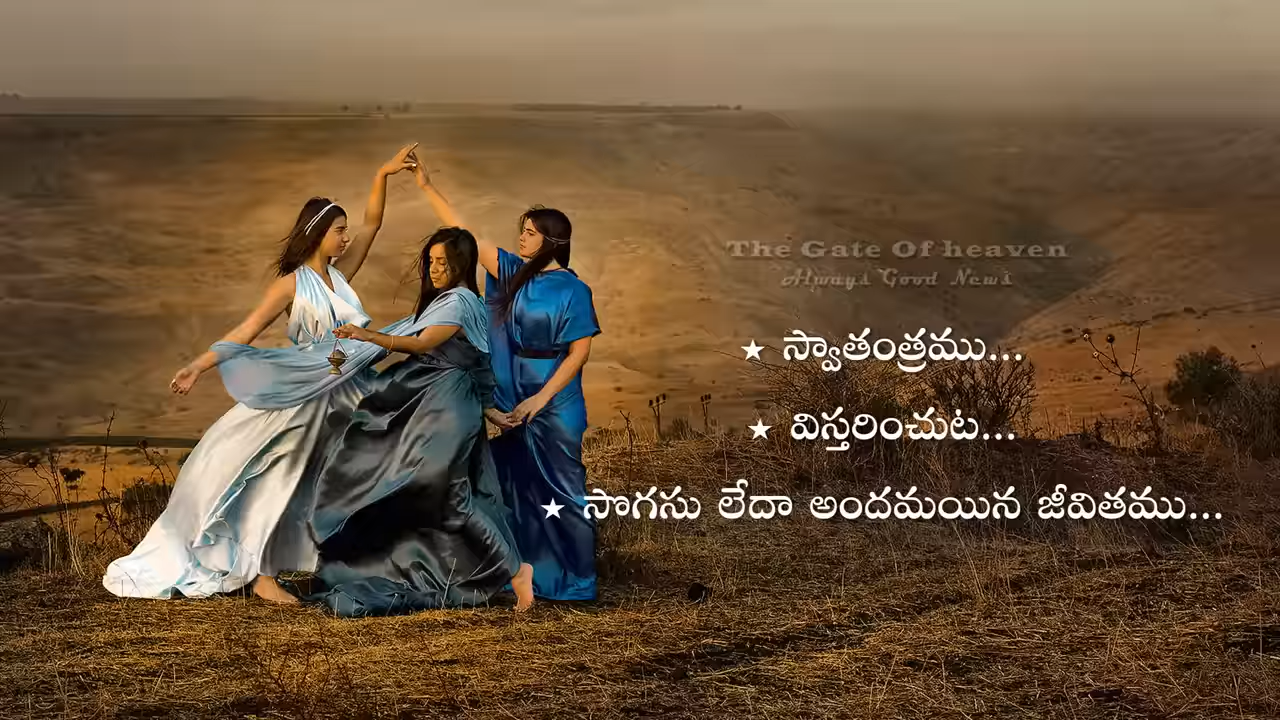 The Gate Of heaven
Always Good News
★ స్వాతంత్రము...
★ విస్తరించుట...
★ సొగసు లేదా అందమయిన జీవితము...